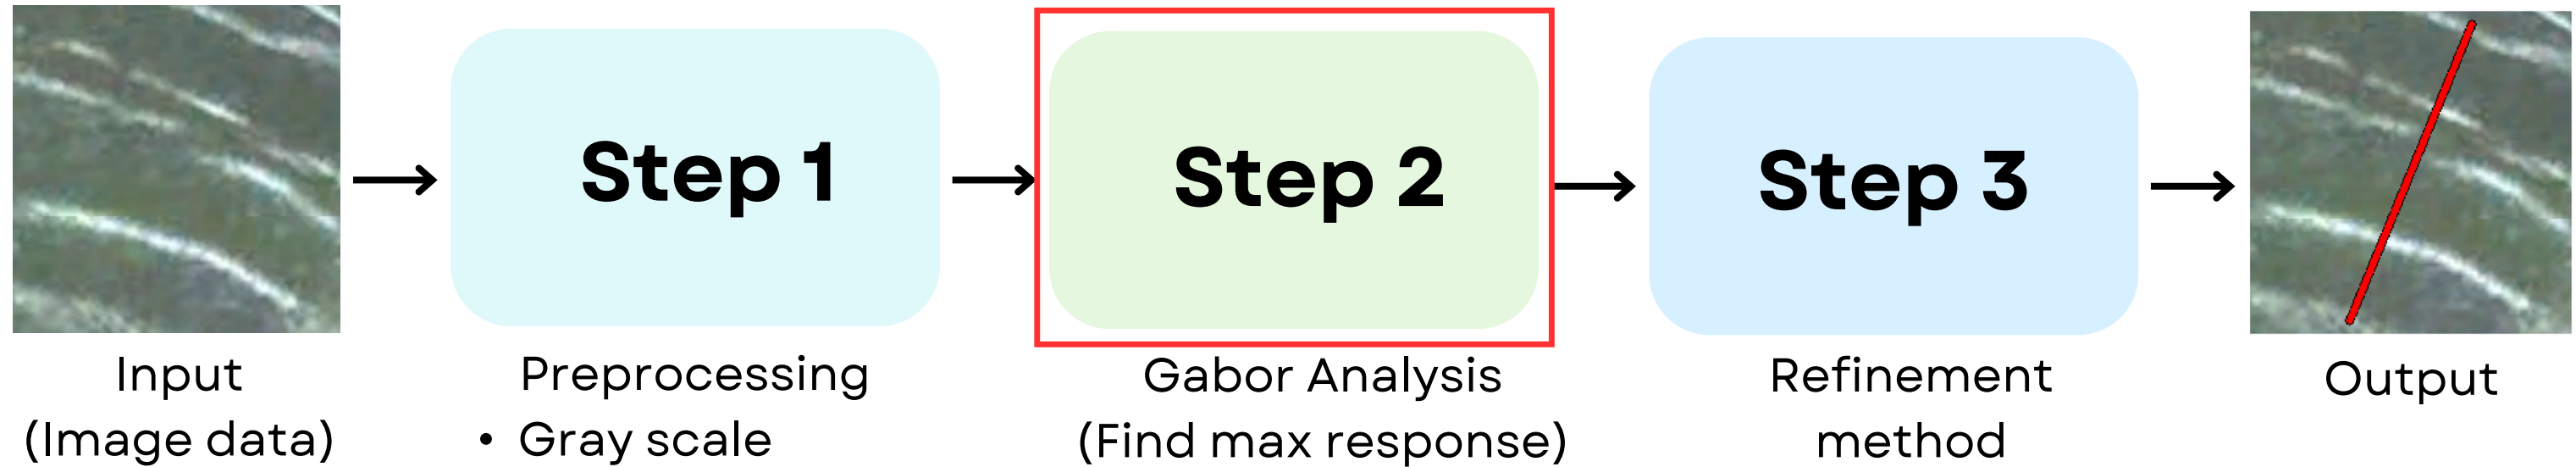 Step 1
Step 2
Step 3
Input
(Image data)
Preprocessing
• Gray scale
Gabor Analysis
(Find max response)
Refinement
method
Output